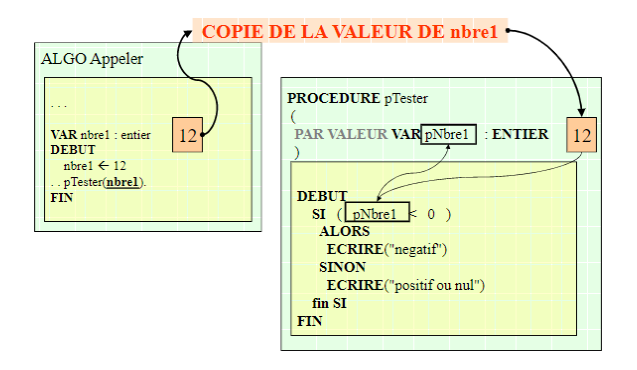 COPIE DE LA VALEUR DE nbre1
ALGO Appeler
. . .
VAR nbre1 : entier
12
DEBUT
nbre1 ← 12
. . pTester(nbre1).
FIN
PROCEDURE pTester
(
PAR VALEUR VAR pNbre1 : ENTIER
12
)
DEBUT
SI ( pNbre1 < 0 )
ALORS
ECRIRE("negatif")
SINON
ECRIRE("positif ou nul")
fin SI
FIN